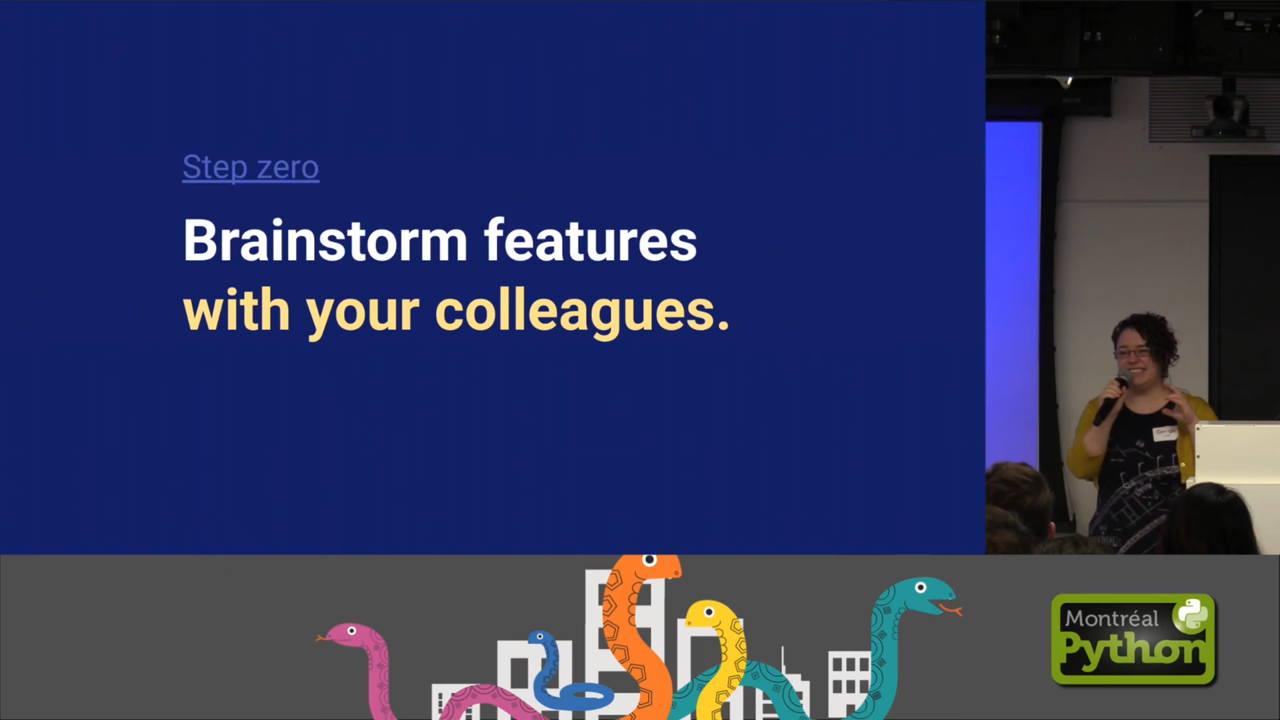 Step zero
Brainstorm features
with your colleagues.
Montréal
Python